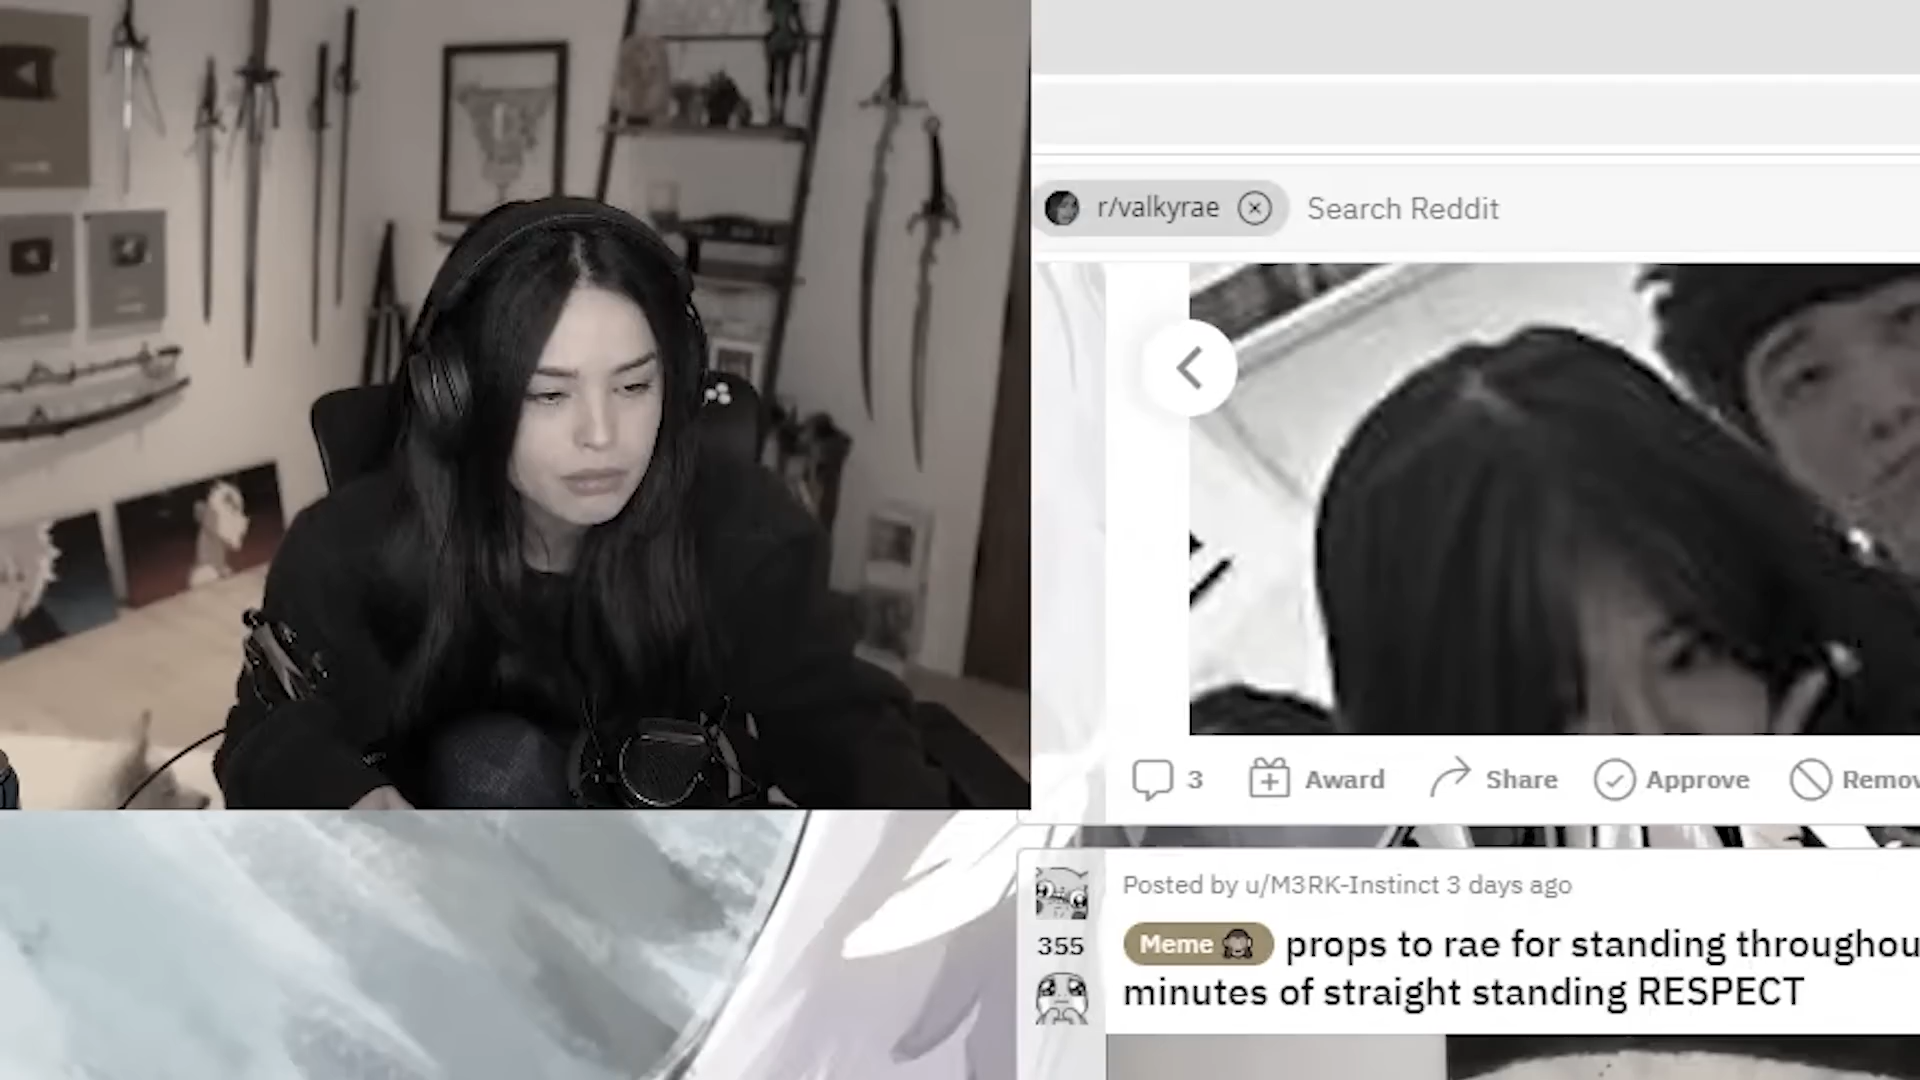 r/valkyrae Search Reddit
3 Award Share Approve Remov
Posted by u/M3RK-Instinct 3 days ago
355
Meme props to rae for standing throughou
minutes of straight standing RESPECT